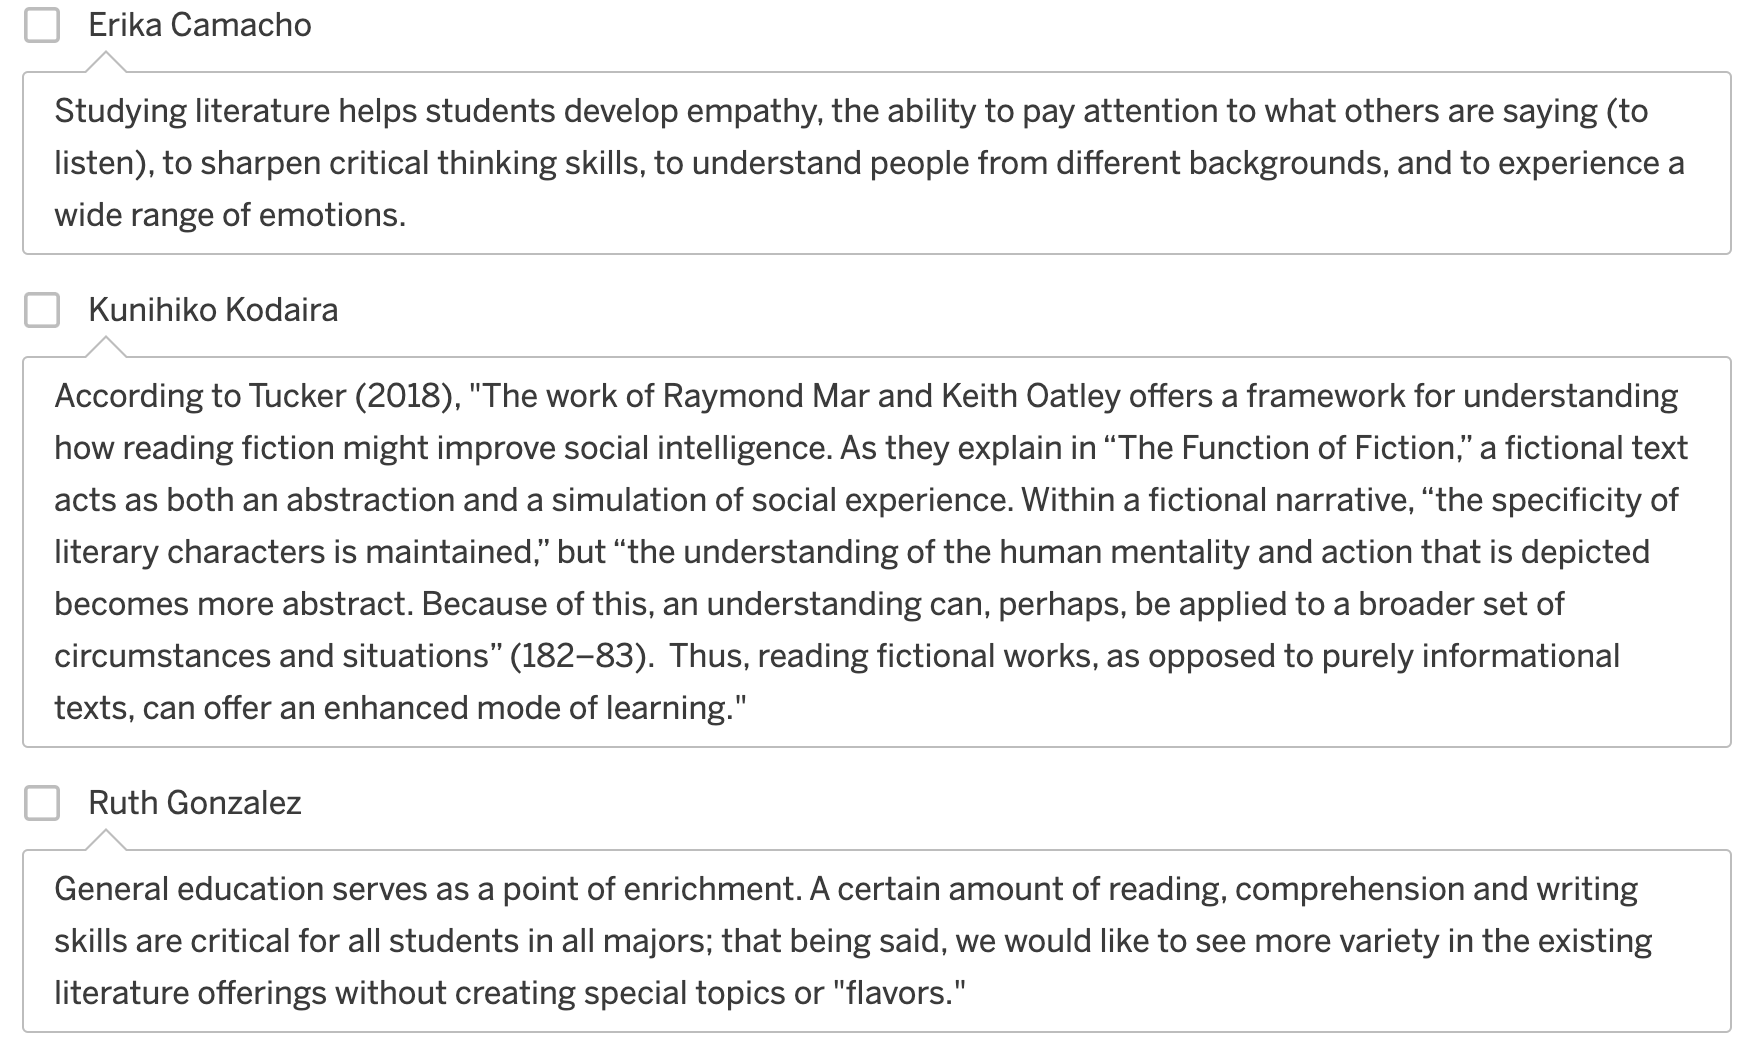 Erika Camacho
Studying literature helps students develop empathy, the ability to pay attention to what others are saying (to
listen), to sharpen critical thinking skills, to understand people from different backgrounds, and to experience a
wide range of emotions.
Kunihiko Kodaira
According to Tucker (2018), "The work of Raymond Mar and Keith Oatley offers a framework for understanding
how reading fiction might improve social intelligence. As they explain in “The Function of Fiction,” a fictional text
acts as both an abstraction and a simulation of social experience. Within a fictional narrative, “the specificity of
literary characters is maintained,” but “the understanding of the human mentality and action that is depicted
becomes more abstract. Because of this, an understanding can, perhaps, be applied to a broader set of
circumstances and situations” (182–83).  Thus, reading fictional works, as opposed to purely informational
texts, can offer an enhanced mode of learning."
Ruth Gonzalez
General education serves as a point of enrichment. A certain amount of reading, comprehension and writing
skills are critical for all students in all majors; that being said, we would like to see more variety in the existing
literature offerings without creating special topics or "flavors."